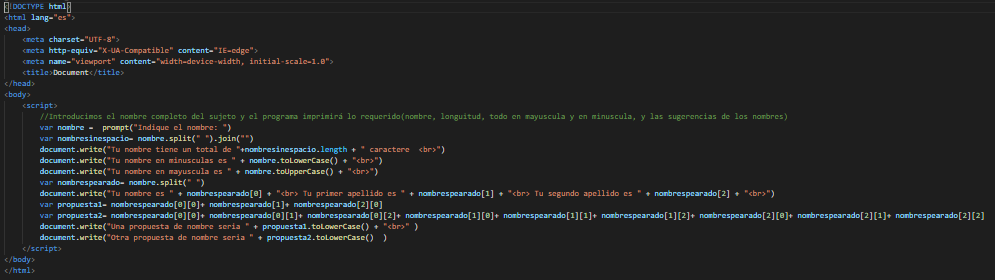 <!DOCTYPE html>
<html lang="es">
<head>
    <meta charset="UTF-8">
    <meta http-equiv="X-UA-Compatible" content="IE=edge">
    <meta name="viewport" content="width=device-width, initial-scale=1.0">
    <title>Document</title>
</head>
<body>
    <script>
        //Introducimos el nombre completo del sujeto y el programa imprimirá lo requerido(nombre, longuitud, todo en mayuscula y en minuscula, y las sugerencias de los nombres)
        var nombre =  prompt("Indique el nombre: ")
        var nombresinespacio= nombre.split(" ").join("")
        document.write("Tu nombre tiene un total de "+nombresinespacio.length + " caractere  <br>")
        document.write("Tu nombre en minusculas es " + nombre.toLowerCase() + "<br>")
        document.write("Tu nombre en mayuscula es " + nombre.toUpperCase() + "<br>")
        var nombrespearado= nombre.split(" ")
        document.write("Tu nombre es " + nombrespearado[0] + "<br> Tu primer apellido es " + nombrespearado[1] + "<br> Tu segundo apellido es " + nombrespearado[2] + "<br>")
        var propuesta1= nombrespearado[0][0]+ nombrespearado[1]+ nombrespearado[2][0]
        var propuesta2= nombrespearado[0][0]+ nombrespearado[0][1]+ nombrespearado[0][2]+ nombrespearado[1][0]+ nombrespearado[1][1]+ nombrespearado[1][2]+ nombrespearado[2][0]+ nombrespearado[2][1]+ nombrespearado[2][2]
        document.write("Una propuesta de nombre seria " + propuesta1.toLowerCase() + "<br>" )
        document.write("Otra propuesta de nombre seria " + propuesta2.toLowerCase()  )
    </script>
</body>
</html>